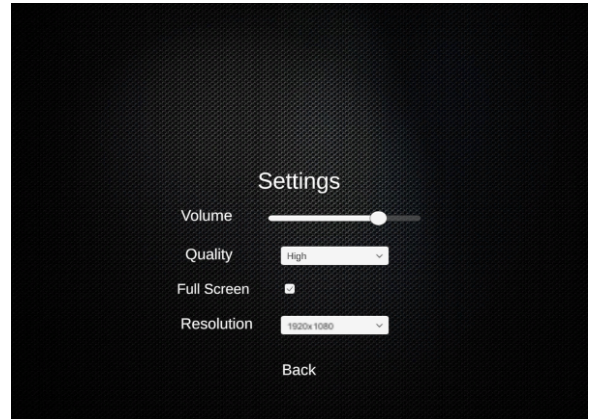 Settings
Volume
Quality High
Full Screen
Resolution 1920x1080
Back